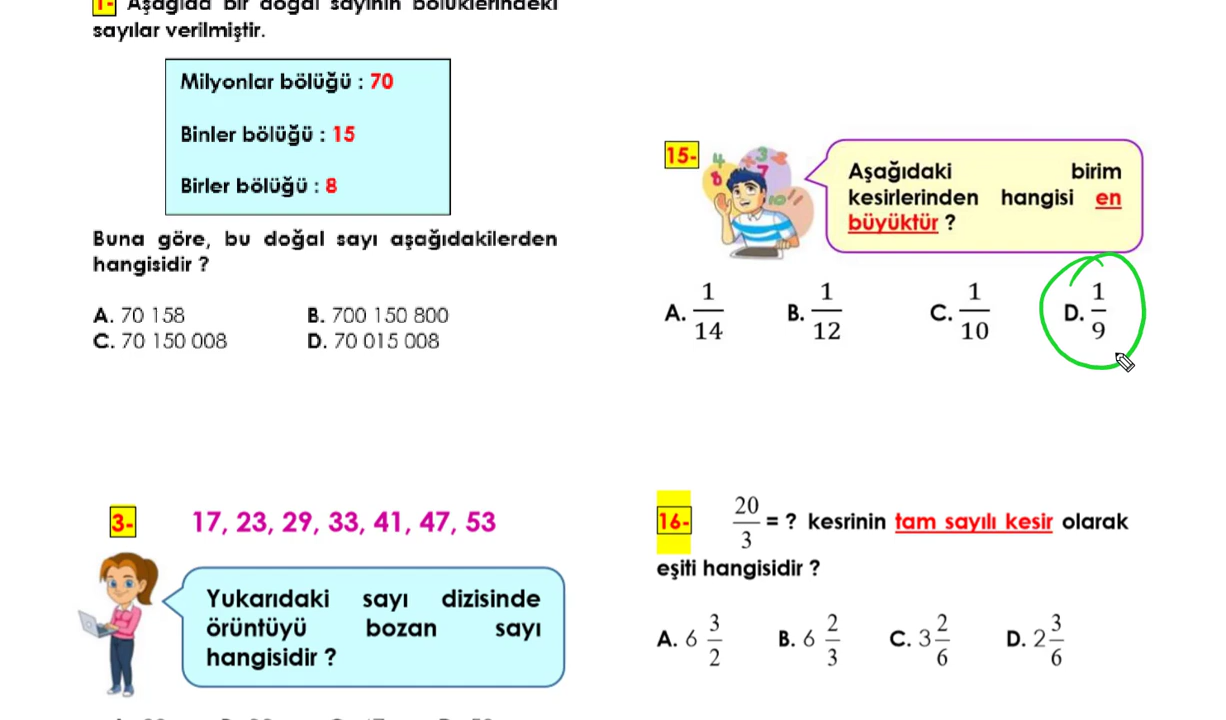 1- Aşağıda bir doğal sayının bölüklerindeki
sayılar verilmiştir.
Milyonlar bölüğü : 70
Binler bölüğü : 15
Birler bölüğü : 8
Buna göre, bu doğal sayı aşağıdakilerden
hangisidir ?
A. 70 158 B. 700 150 800
C. 70 150 008 D. 70 015 008
3- 17, 23, 29, 33, 41, 47, 53
Yukarıdaki sayı dizisinde
örüntüyü bozan sayı
hangisidir ?
15-
Aşağıdaki birim
kesirlerinden hangisi en
büyüktür ?
A. 1/14 B. 1/12 C. 1/10 D. 1/9
16- 20/3 = ? kesrinin tam sayılı kesir olarak
eşiti hangisidir ?
A. 6 3/2 B. 6 2/3 C. 3 2/6 D. 2 3/6